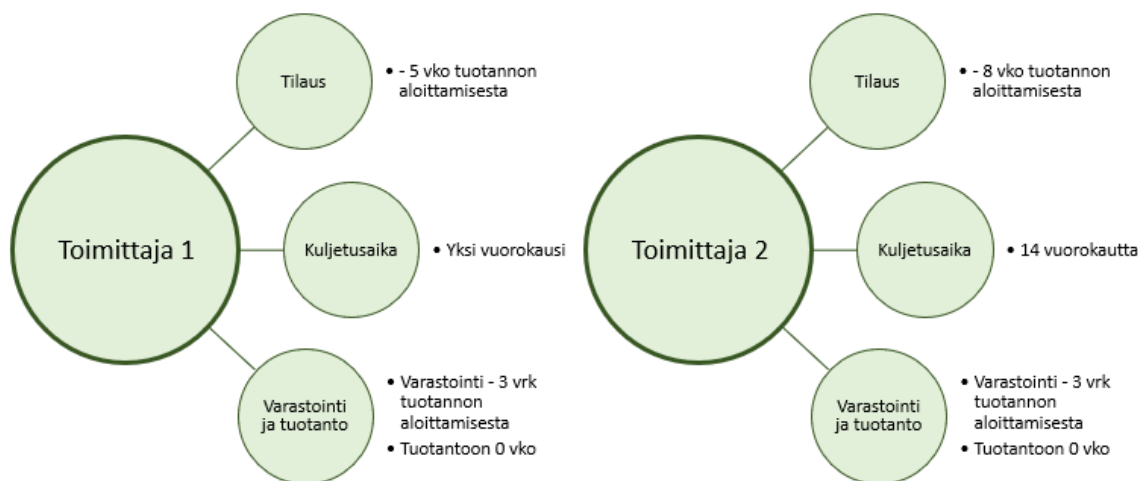 Toimittaja 1
Tilaus
• - 5 vko tuotannon
aloittamisesta
Kuljetusaika
• Yksi vuorokausi
Varastointi
ja tuotanto
• Varastointi - 3 vrk
tuotannon
aloittamisesta
• Tuotantoon 0 vko
Toimittaja 2
Tilaus
• - 8 vko tuotannon
aloittamisesta
Kuljetusaika
• 14 vuorokautta
Varastointi
ja tuotanto
• Varastointi - 3 vrk
tuotannon
aloittamisesta
• Tuotantoon 0 vko